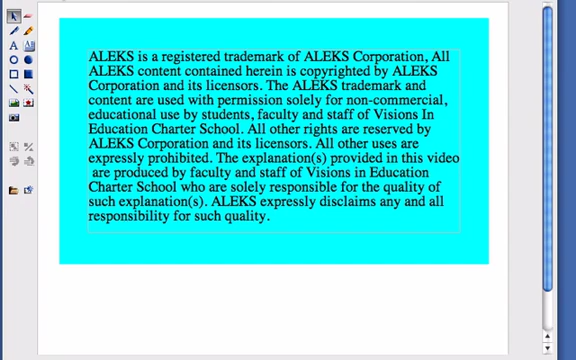 ALEKS is a registered trademark of ALEKS Corporation, All
ALEKS content contained herein is copyrighted by ALEKS
Corporation and its licensors. The ALEKS trademark and
content are used with permission solely for non-commercial,
educational use by students, faculty and staff of Visions In
Education Charter School. All other rights are reserved by
ALEKS Corporation and its licensors. All other uses are
expressly prohibited. The explanation(s) provided in this video
are produced by faculty and staff of Visions in Education
Charter School who are solely responsible for the quality of
such explanation(s). ALEKS expressly disclaims any and all
responsibility for such quality.